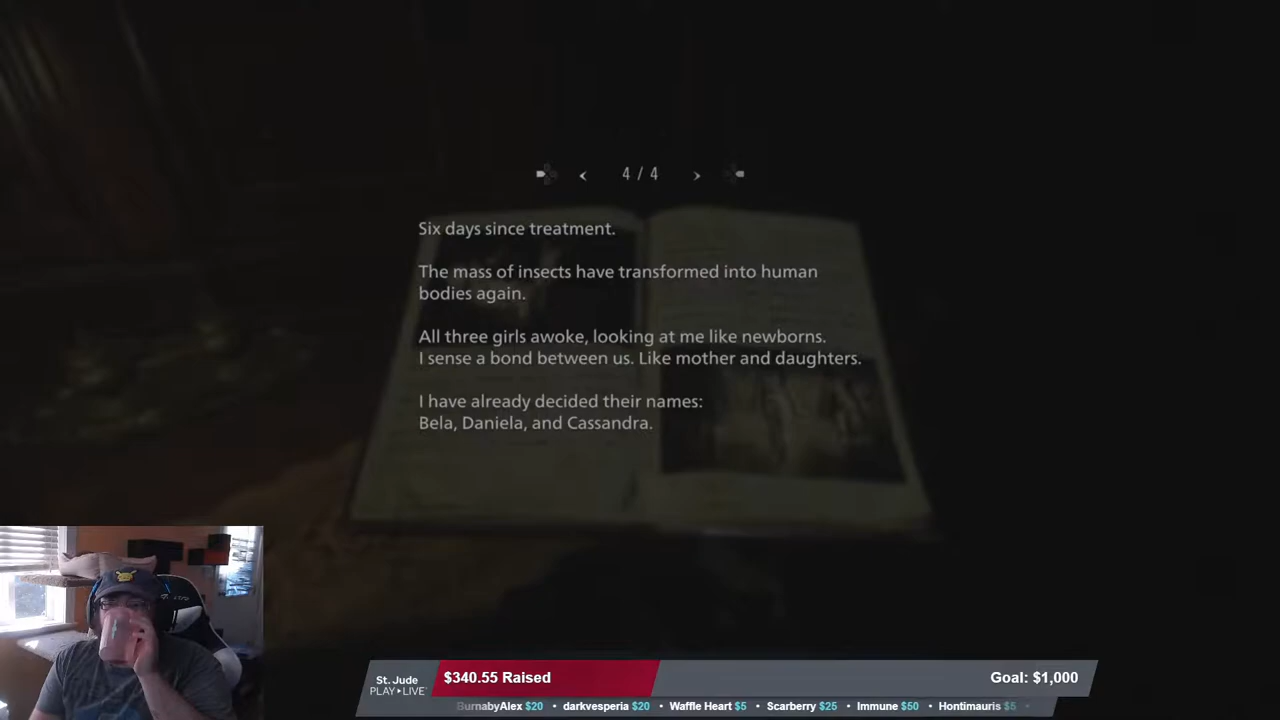 4 / 4
Six days since treatment.
The mass of insects have transformed into human
bodies again.
All three girls awoke, looking at me like newborns.
I sense a bond between us. Like mother and daughters.
I have already decided their names:
Bela, Daniela, and Cassandra.
St. Jude
PLAY LIVE
$340.55 Raised
Goal: $1,000
BurnabyAlex $20 • darkvesperia $20 • Waffle Heart $5 • Scarberry $25 • Immune $50 • Hontimauris $5 •